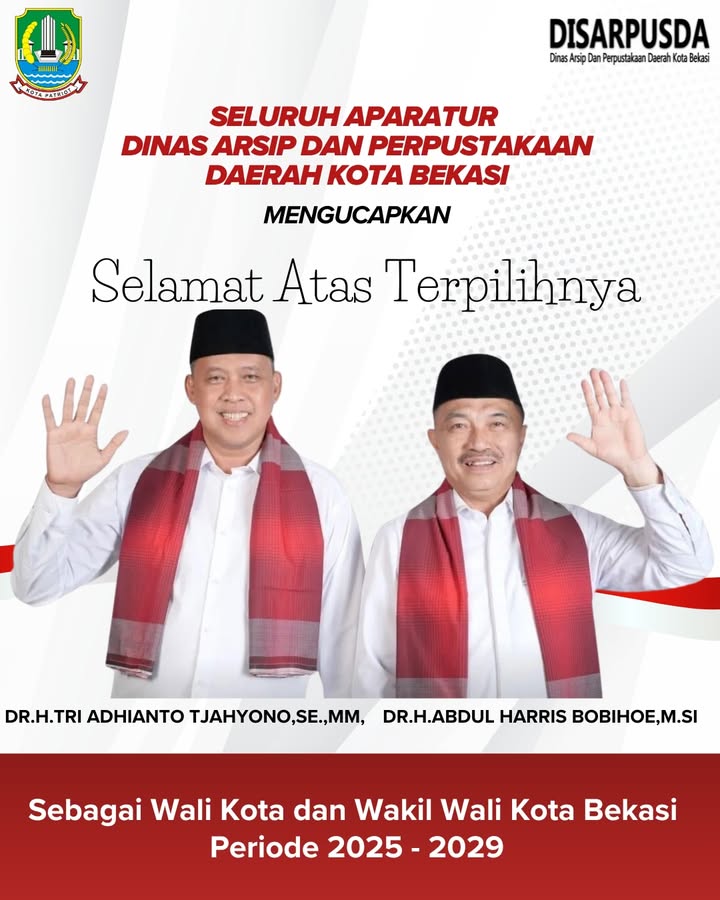 KOTA PATRIOT
DISARPUSDA
Dinas Arsip Dan Perpustakaan Daerah Kota Bekasi
SELURUH APARATUR
DINAS ARSIP DAN PERPUSTAKAAN
DAERAH KOTA BEKASI
MENGUCAPKAN
Selamat Atas Terpilihnya
DR.H.TRI ADHIANTO TJAHYONO,SE.,MM,
DR.H.ABDUL HARRIS BOBIHOE,M.SI
Sebagai Wali Kota dan Wakil Wali Kota Bekasi
Periode 2025 - 2029